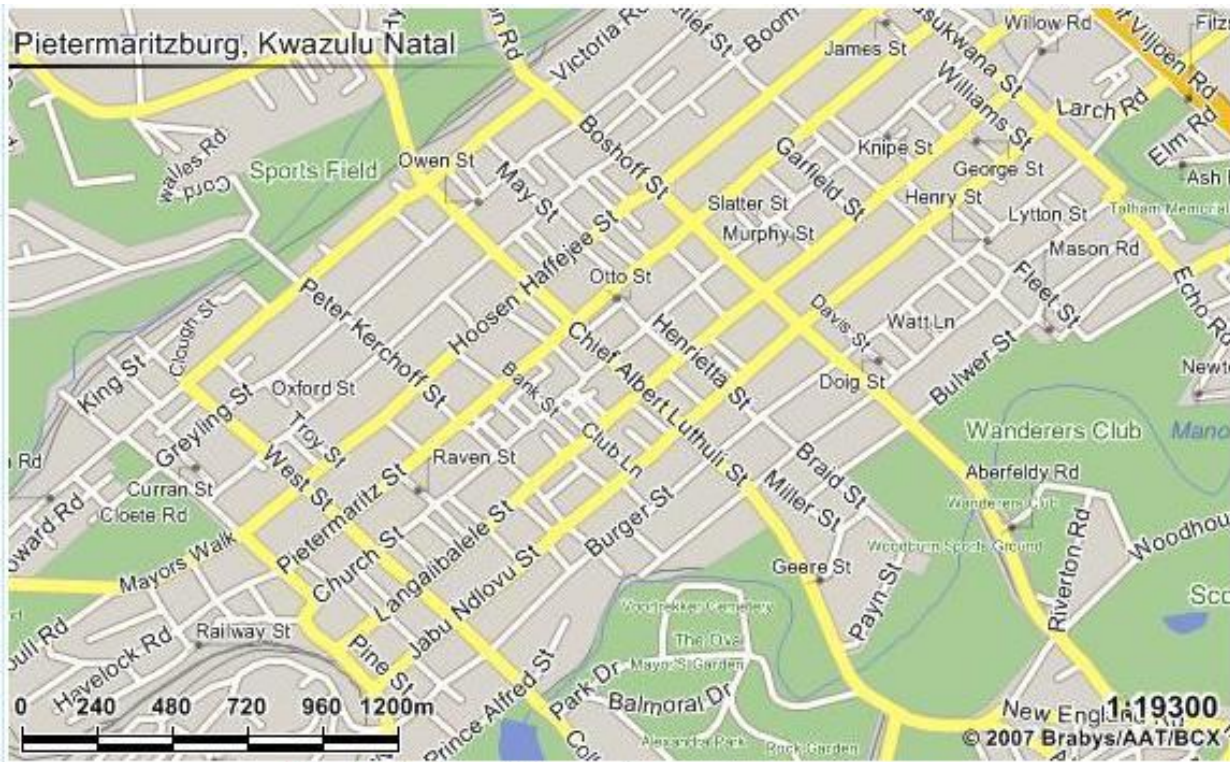 Pietermaritzburg, Kwazulu Natal
Victoria Rd
Boom
James St
Willow Rd
Larch Rd
Elm Rd
Williams St
Boshoff St
Garfield St
Knipe St
George St
Henry St
Lytton St
Mason Rd
Owen St
May St
Sports Field
Slatter St
Murphy St
Otto St
Hoosen Haffejee St
Peter Kerchoff St
Chief Albert Luthuli St
Henrietta St
Davis St
Watt Ln
Fleet St
Echo Rd
Doig St
Bulwer St
Clough St
King St
Greyling St
Oxford St
Troy St
West St
Bank St
Club Ln
Raven St
Curran St
Cloete Rd
Pietermaritz St
Church St
Langalibalele St
Jabu Ndlovu St
Burger St
Braid St
Miller St
Geere St
Payn St
Wanderers Club
Aberfeldy Rd
Wanderers Club
Woodburn Sports Ground
Riverton Rd
Mayors Walk
Railway St
Havelock Rd
Pine St
Prince Alfred St
Park Dr
Voortrekker Cemetery
The Oval
Mayo'S Garden
Balmoral Dr
Alexandra Park
Rock Garden
0 240 480 720 960 1200m
1:19300
© 2007 Brabys/AAT/BCX